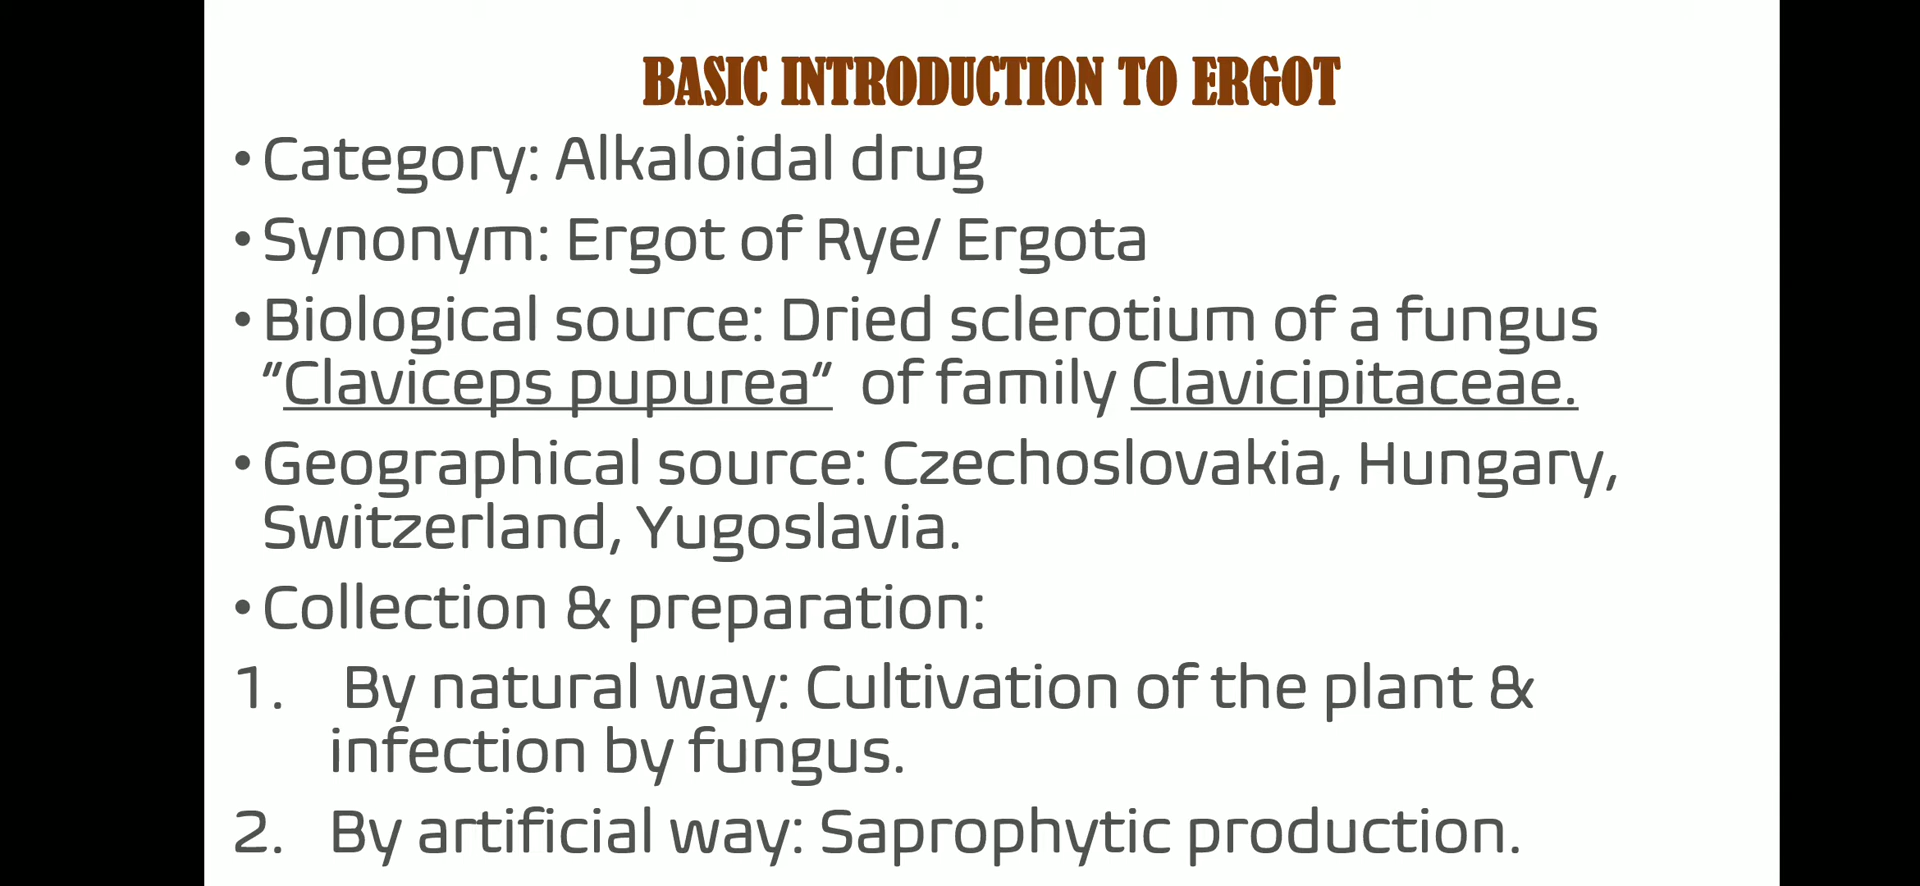 BASIC INTRODUCTION TO ERGOT
• Category: Alkaloidal drug
• Synonym: Ergot of Rye/ Ergota
• Biological source: Dried sclerotium of a fungus
"Claviceps pupurea" of family Clavicipitaceae.
• Geographical source: Czechoslovakia, Hungary,
Switzerland, Yugoslavia.
• Collection & preparation:
1. By natural way: Cultivation of the plant &
infection by fungus.
2. By artificial way: Saprophytic production.